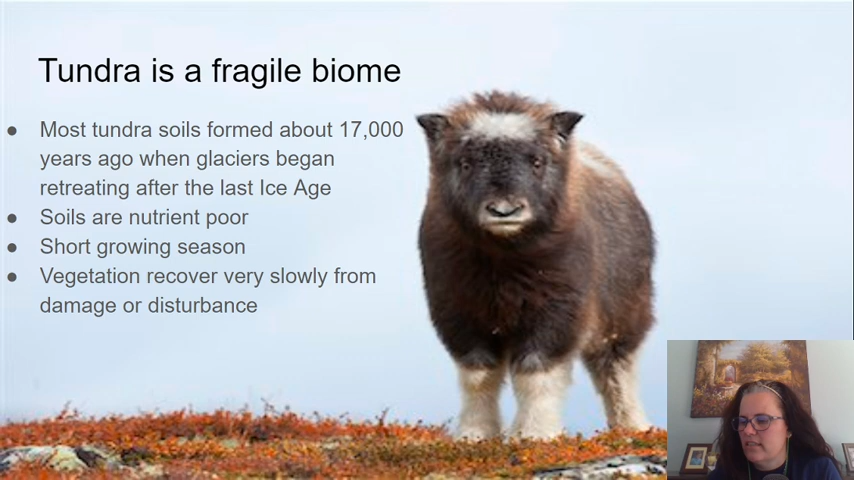 Tundra is a fragile biome
● Most tundra soils formed about 17,000
years ago when glaciers began
retreating after the last Ice Age
● Soils are nutrient poor
● Short growing season
● Vegetation recover very slowly from
damage or disturbance